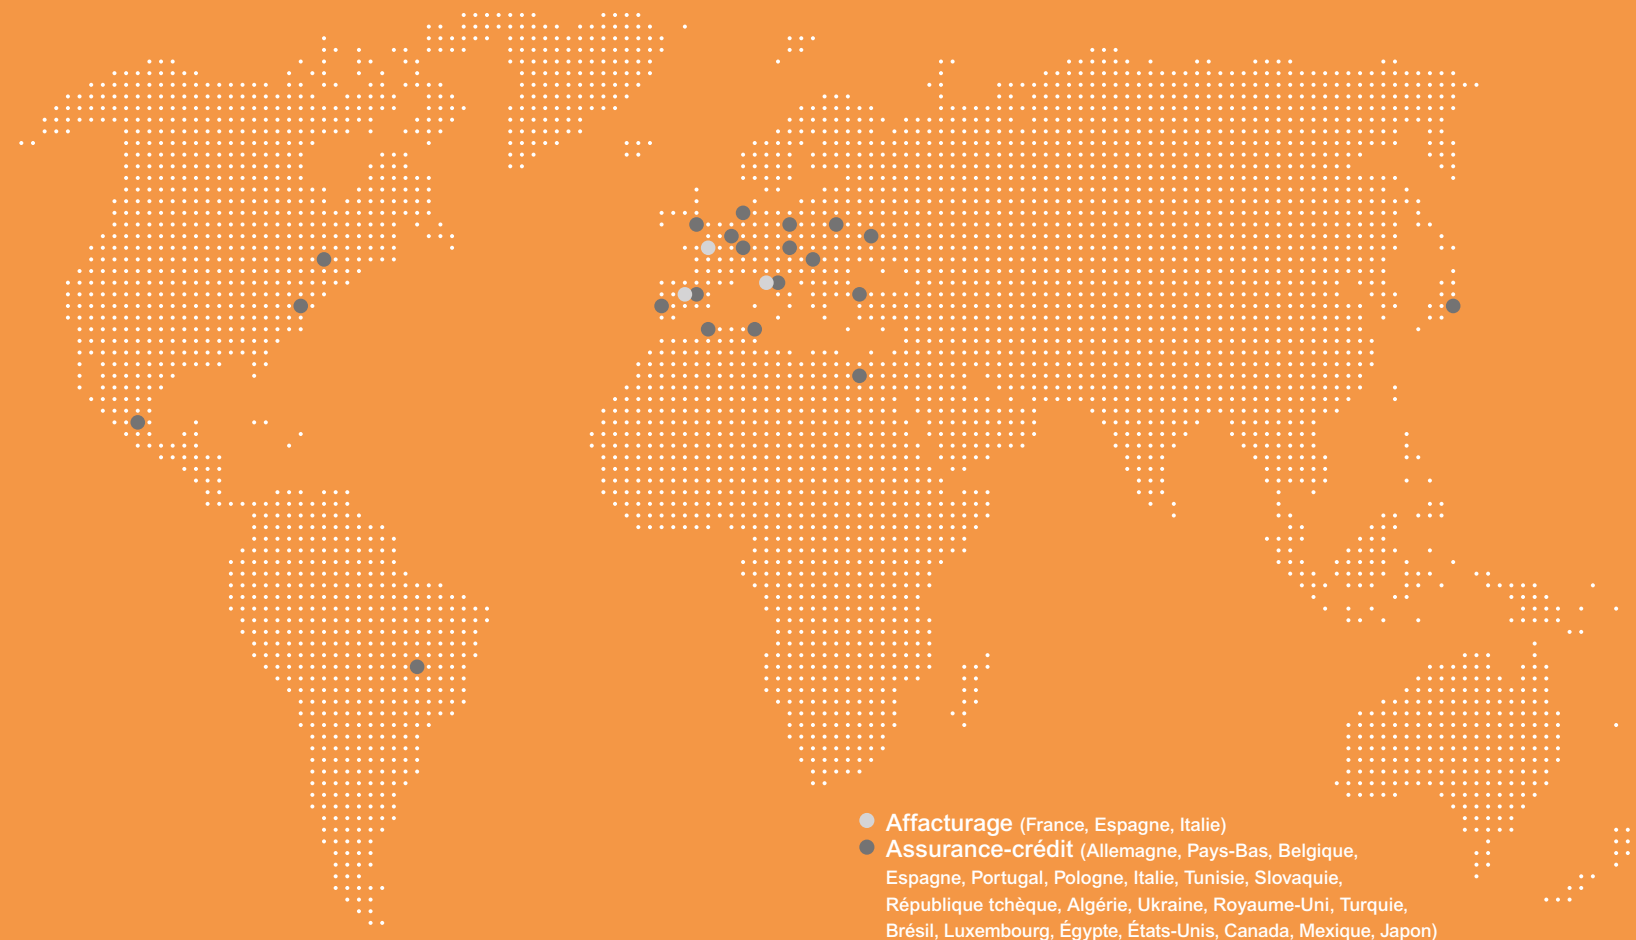 Affacturage (France, Espagne, Italie)
Assurance-crédit (Allemagne, Pays-Bas, Belgique,
Espagne, Portugal, Pologne, Italie, Tunisie, Slovaquie,
République tchèque, Algérie, Ukraine, Royaume-Uni, Turquie,
Brésil, Luxembourg, Égypte, États-Unis, Canada, Mexique, Japon)